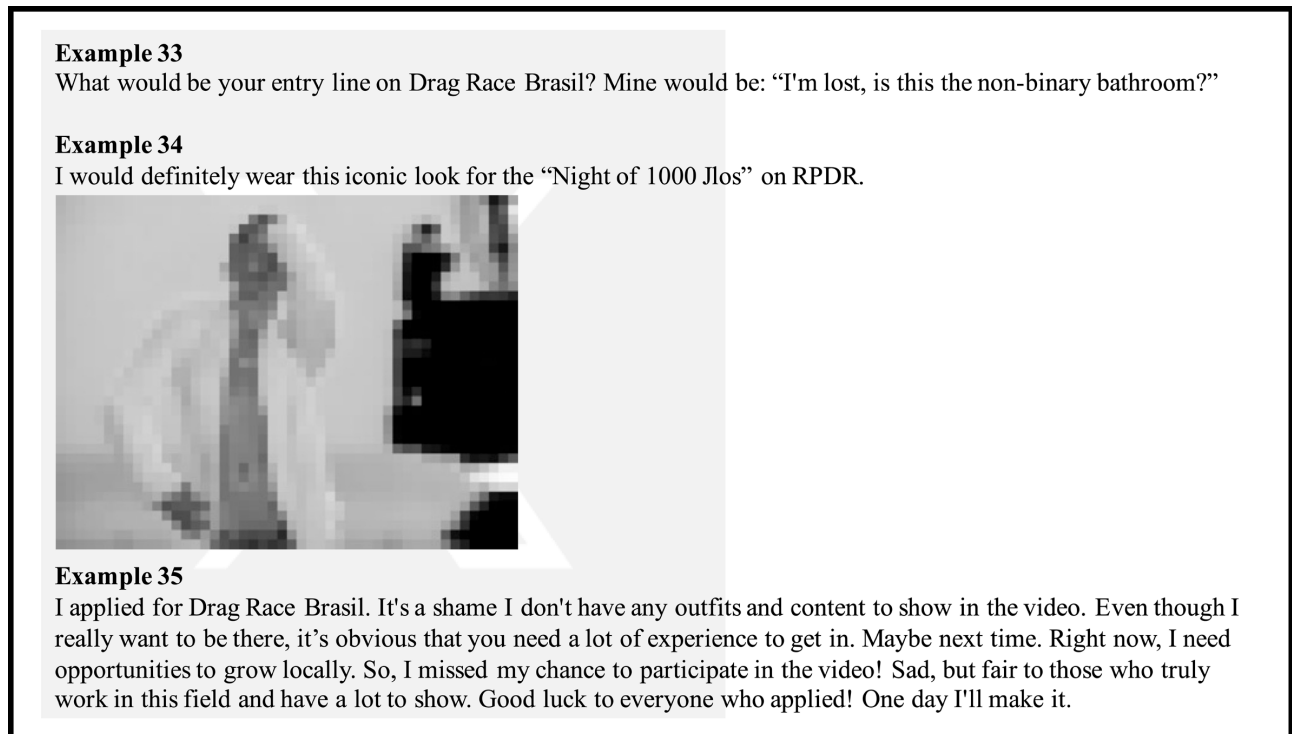 Example 33
What would be your entry line on Drag Race Brasil? Mine would be: “I'm lost, is this the non-binary bathroom?”
Example 34
I would definitely wear this iconic look for the “Night of 1000 Jlos” on RPDR.
Example 35
I applied for Drag Race Brasil. It's a shame I don't have any outfits and content to show in the video. Even though I
really want to be there, it’s obvious that you need a lot of experience to get in. Maybe next time. Right now, I need
opportunities to grow locally. So, I missed my chance to participate in the video! Sad, but fair to those who truly
work in this field and have a lot to show. Good luck to everyone who applied! One day I'll make it.